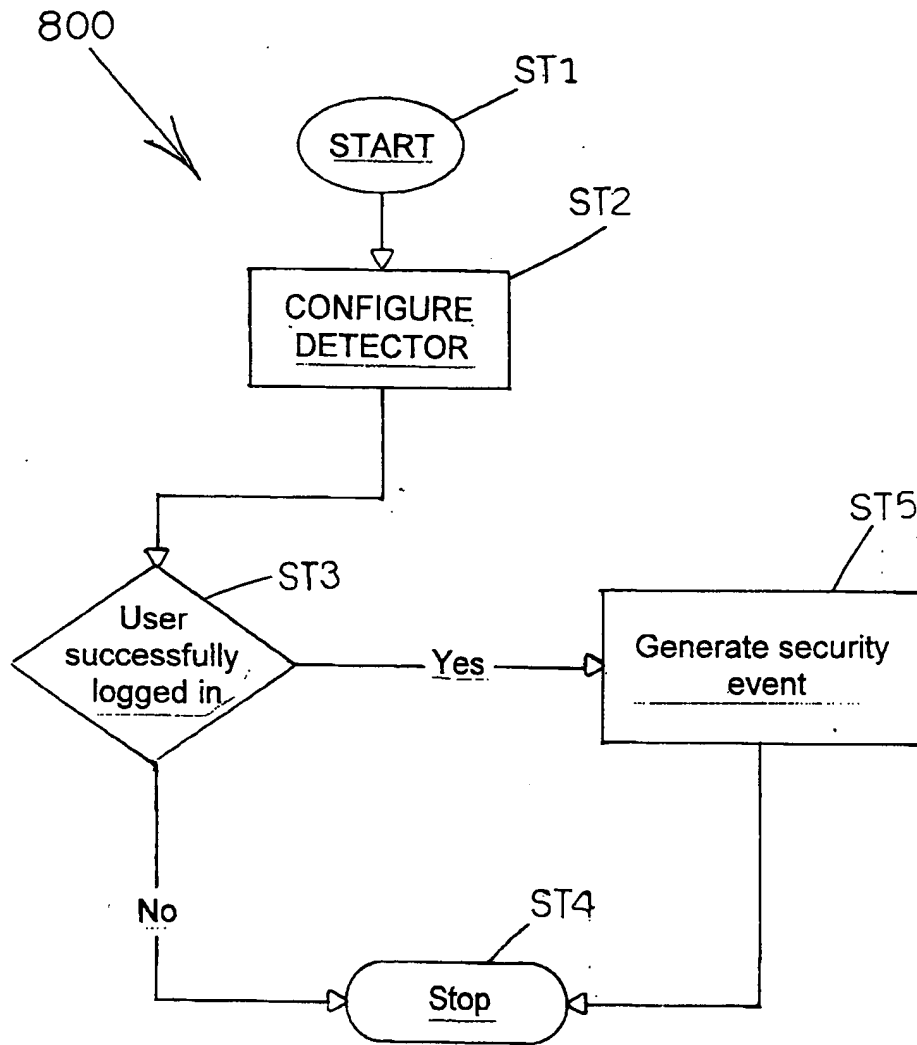 800
ST1
START
ST2
CONFIGURE
DETECTOR
ST3
User
successfully
logged in
Yes
ST5
Generate security
event
No
ST4
Stop